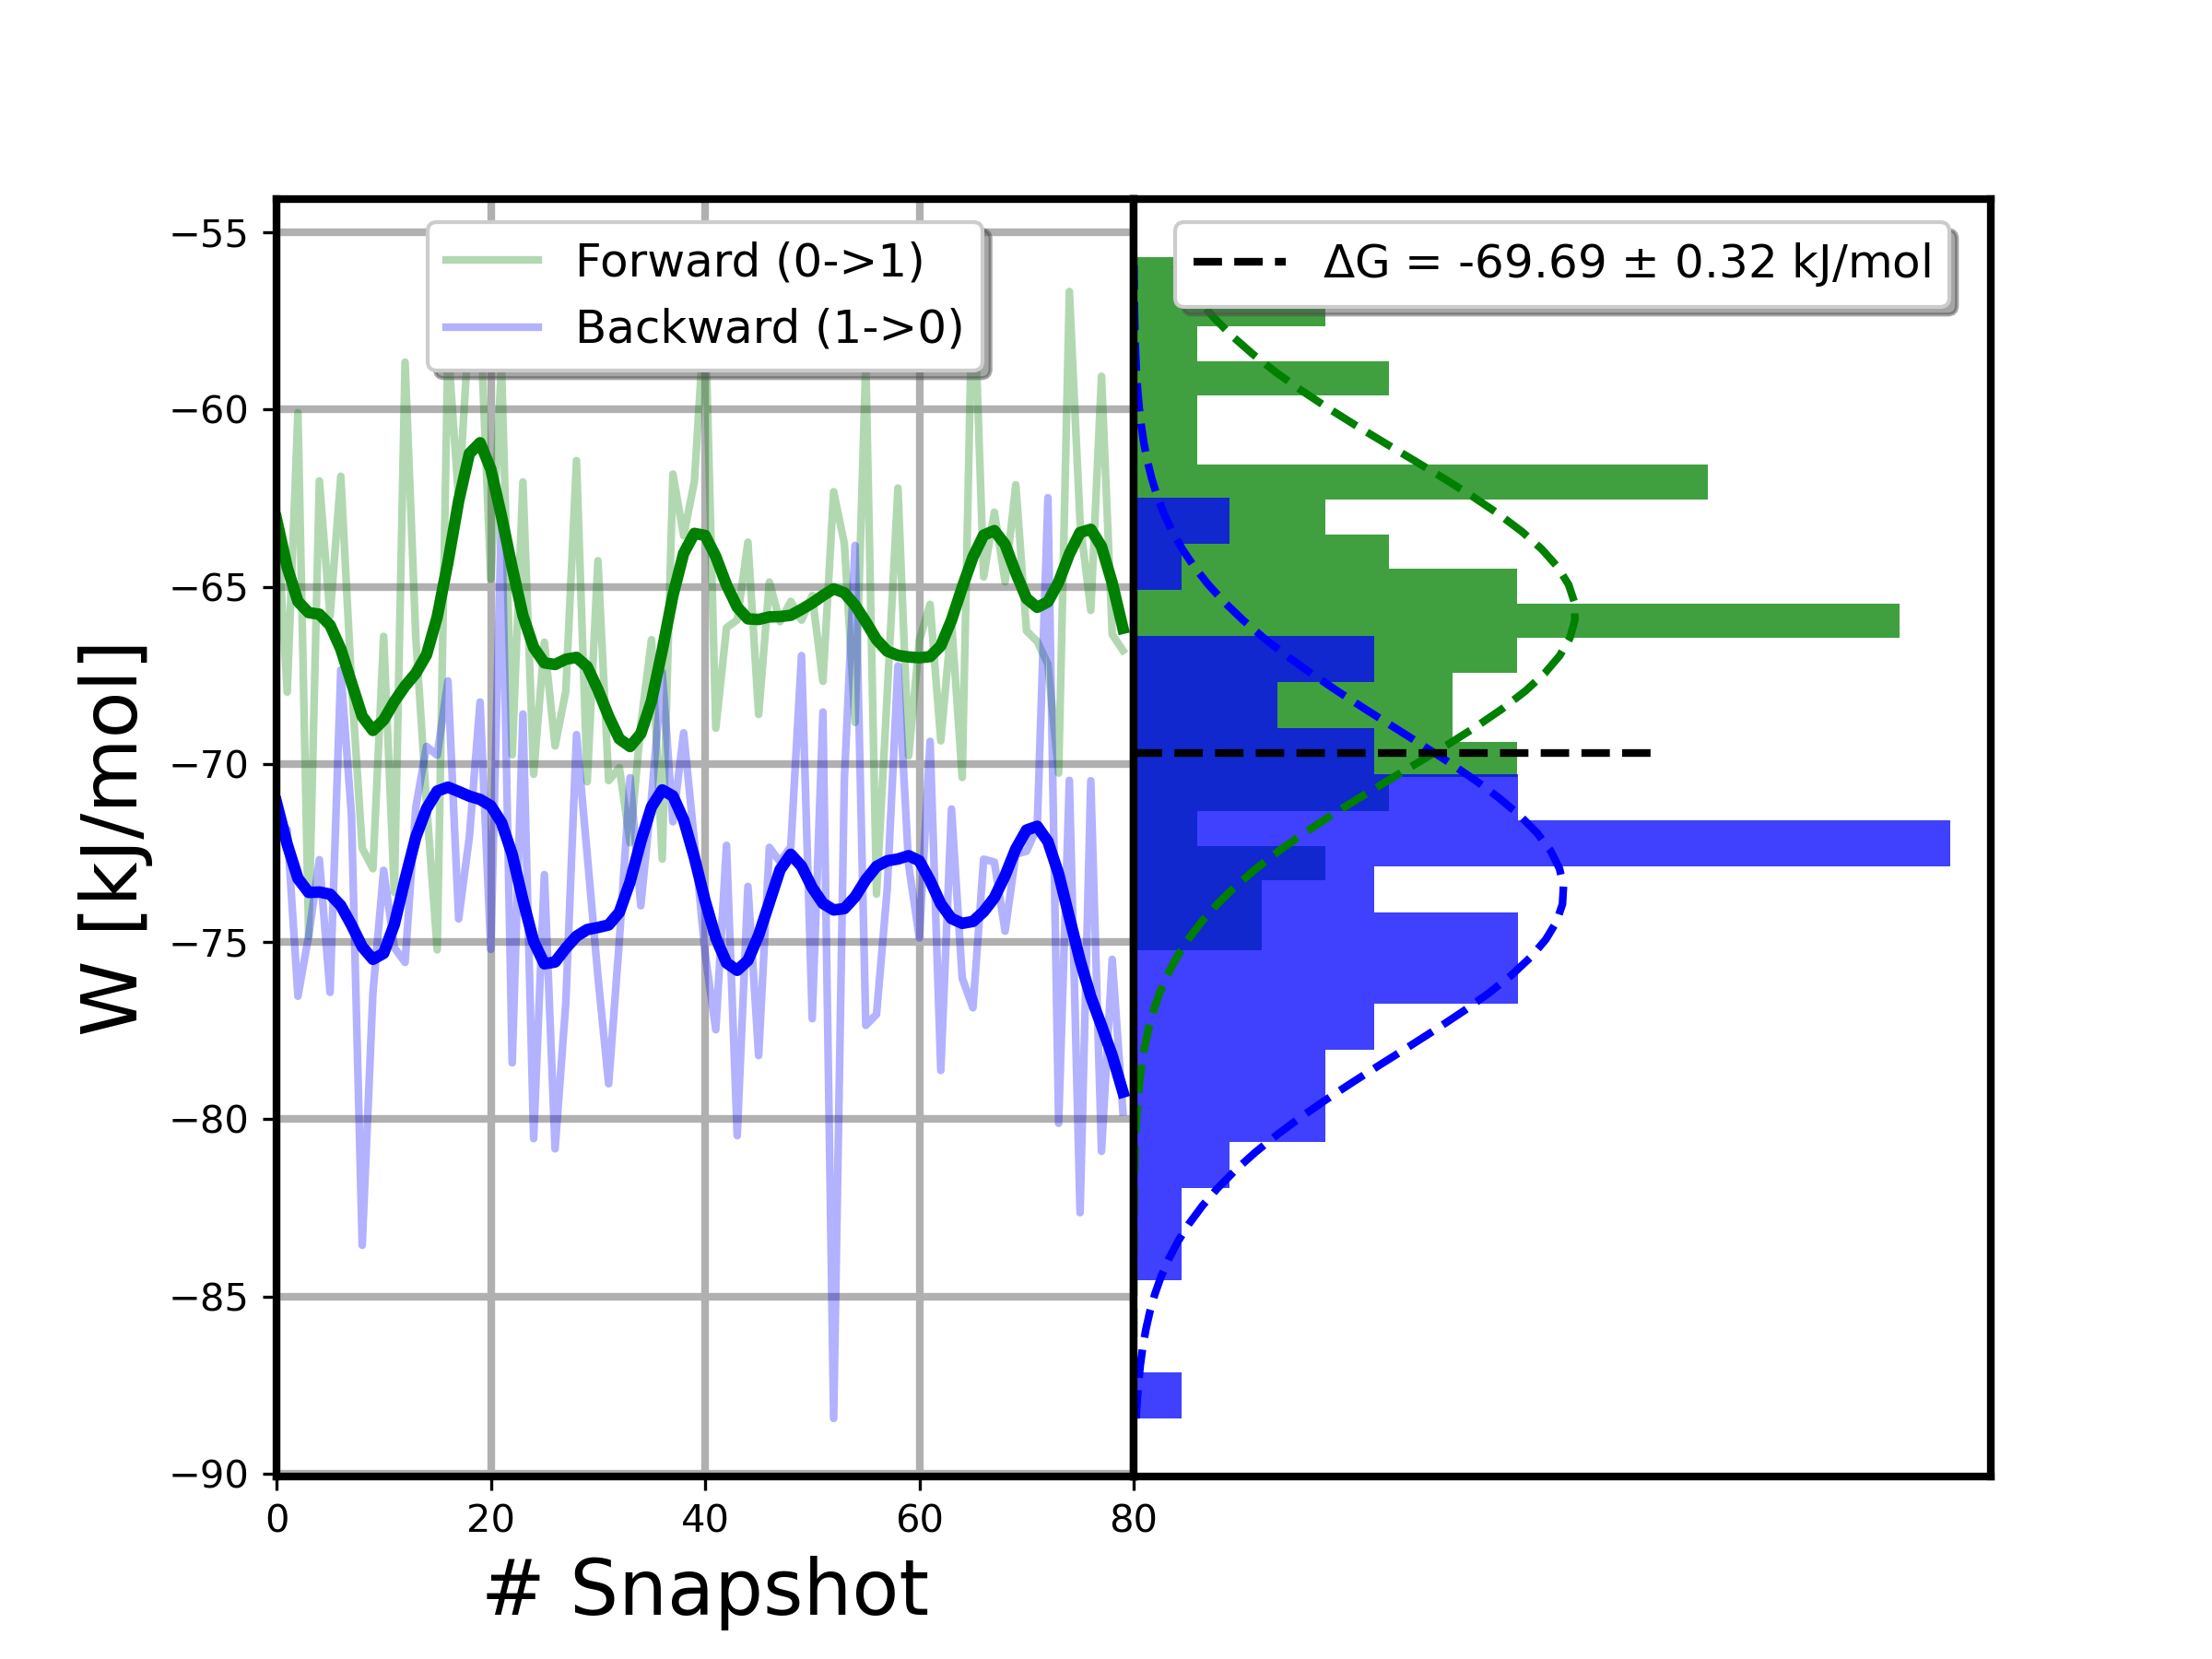 Forward (0->1)
Backward (1->0)
ΔG = -69.69 ± 0.32 kJ/mol
W [kJ/mol]
−55
−60
−65
−70
−75
−80
−85
−90
0 20 40 60 80
# Snapshot